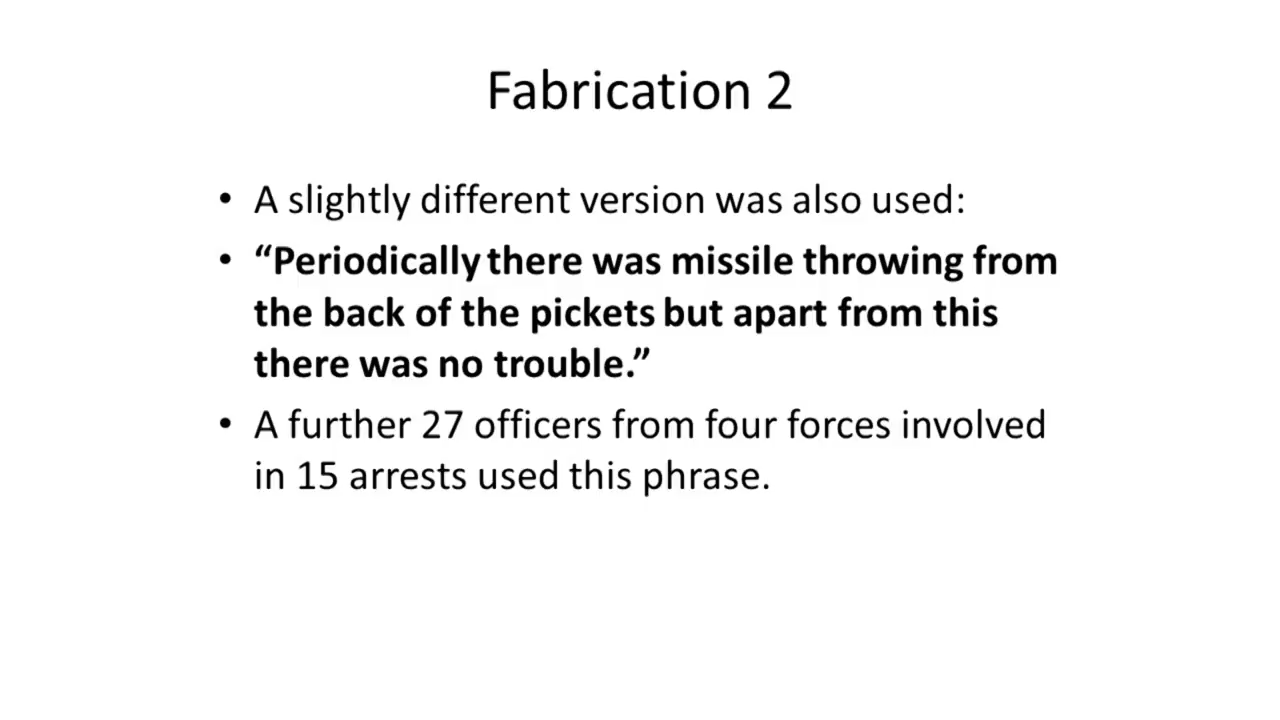 Fabrication 2
• A slightly different version was also used:
• “Periodically there was missile throwing from
the back of the pickets but apart from this
there was no trouble.”
• A further 27 officers from four forces involved
in 15 arrests used this phrase.